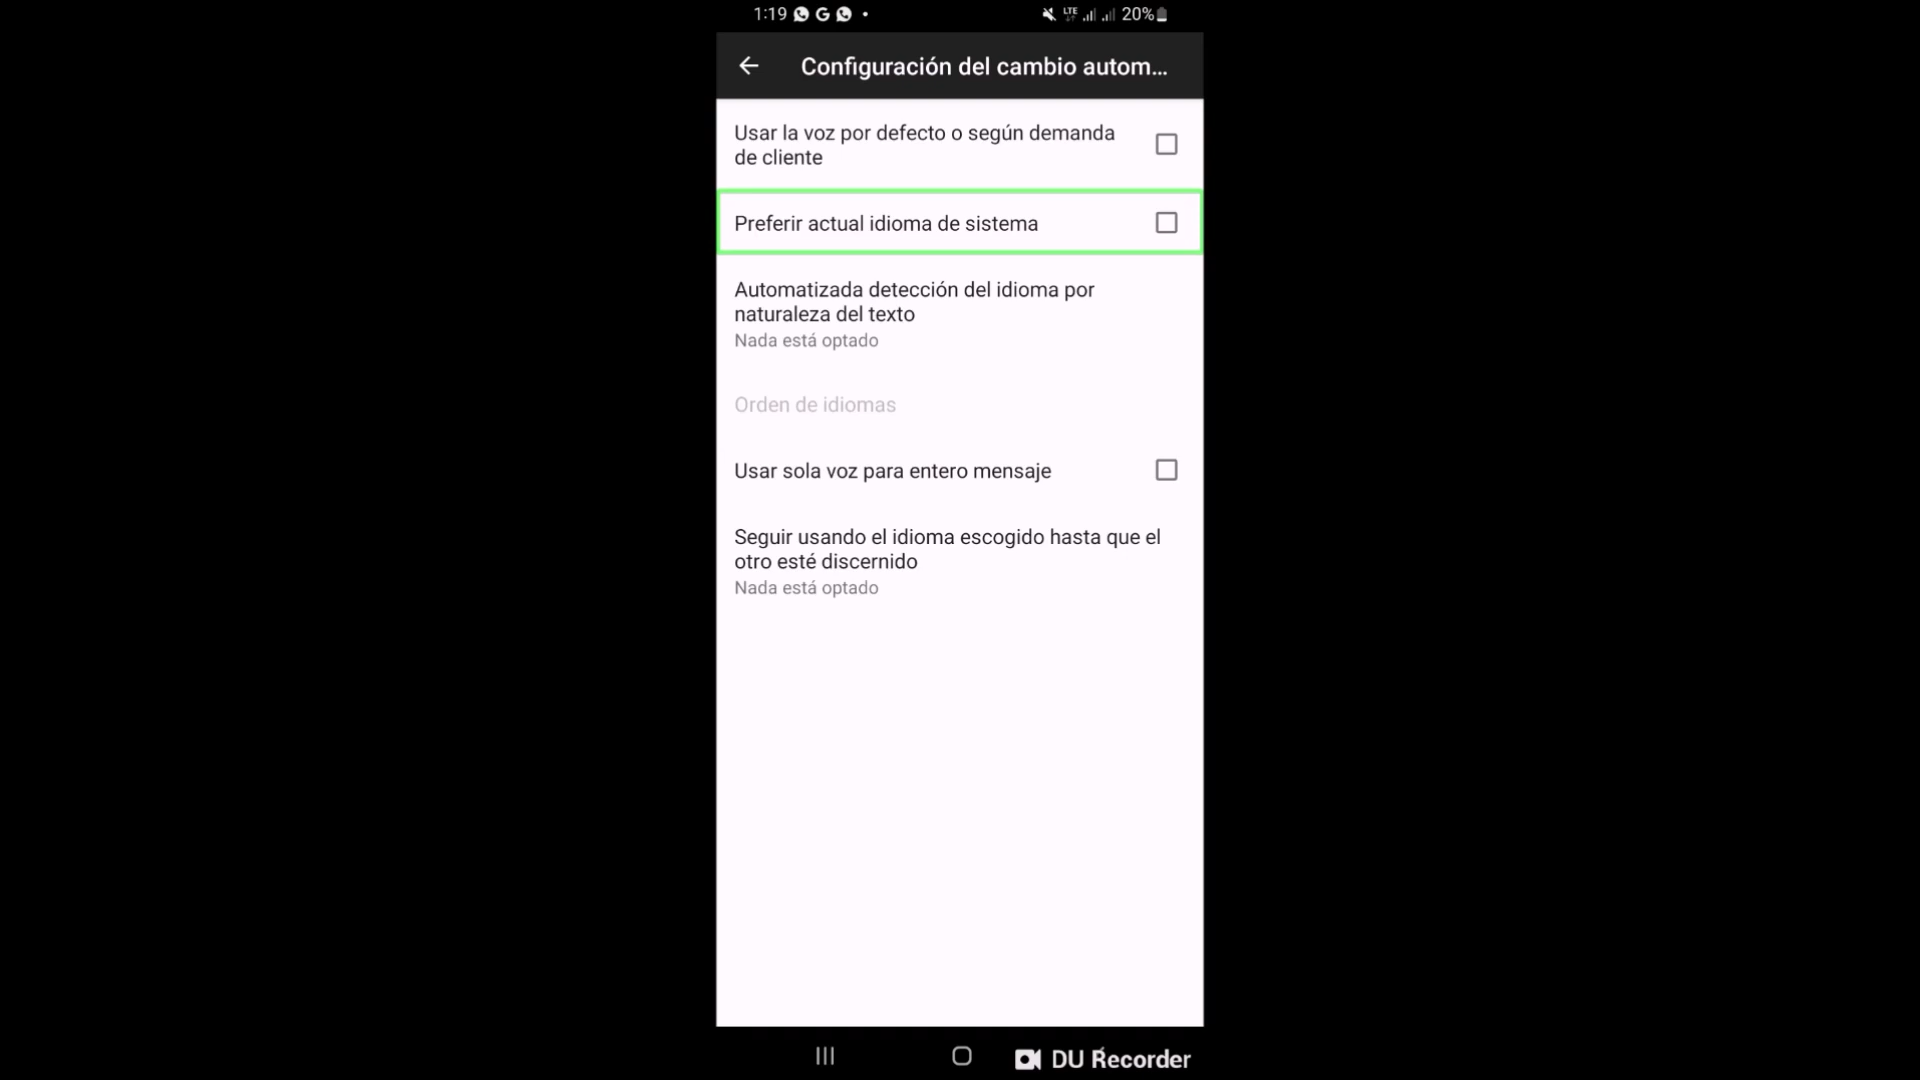 1:19 LTE 20%
Configuración del cambio autom...
Usar la voz por defecto o según demanda
de cliente
Preferir actual idioma de sistema
Automatizada detección del idioma por
naturaleza del texto
Nada está optado
Orden de idiomas
Usar sola voz para entero mensaje
Seguir usando el idioma escogido hasta que el
otro esté discernido
Nada está optado
DU Recorder